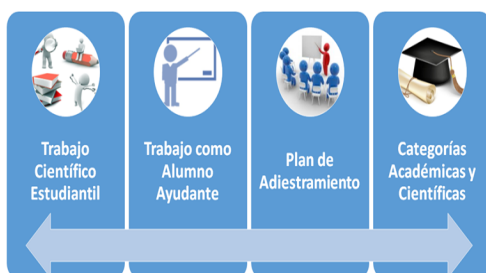 Trabajo
Científico
Estudiantil
Trabajo como
Alumno
Ayudante
Plan de
Adiestramiento
Categorías
Académicas y
Científicas